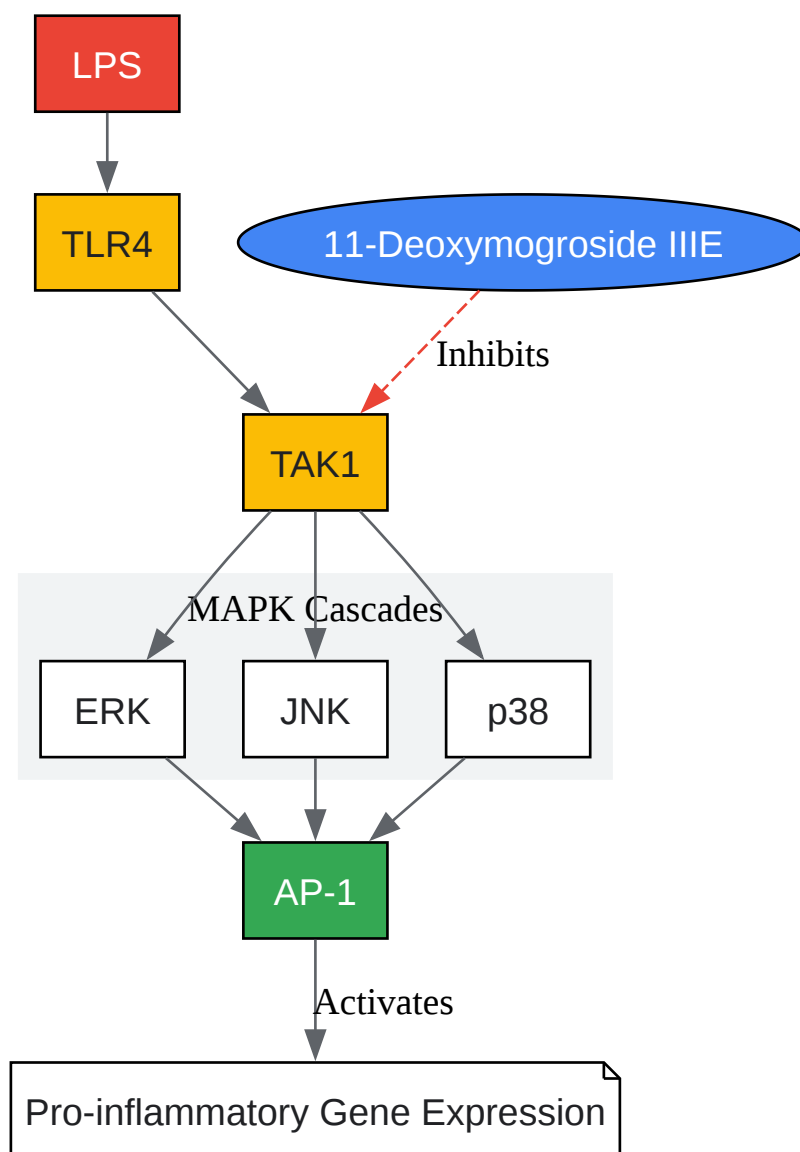 LPS
TLR4
11-Deoxymogroside IIIE
Inhibits
TAK1
MAPK Cascades
ERK
JNK
p38
AP-1
Activates
Pro-inflammatory Gene Expression